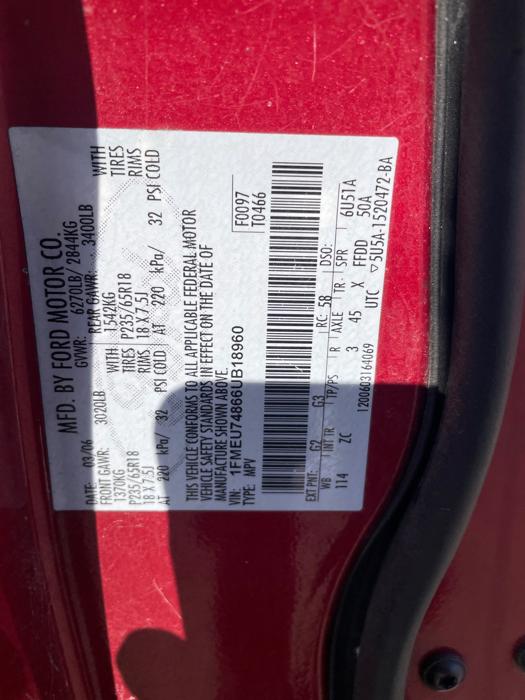 MFD. BY FORD MOTOR CO.
DATE: 03/06 GVWR: 6270LB/ 2844KG
FRONT GAWR: 3020LB REAR GAWR: 3400LB
1370KG WITH 1542KG WITH
P235/65R18 TIRES P235/65R18 TIRES
18 X 7.5J RIMS 18 X 7.5J RIMS
AT 220 kPa/ 32 PSI COLD AT 220 kPa/ 32 PSI COLD
THIS VEHICLE CONFORMS TO ALL APPLICABLE FEDERAL MOTOR
VEHICLE SAFETY STANDARDS IN EFFECT ON THE DATE OF
MANUFACTURE SHOWN ABOVE.
VIN: 1FMEU74866UB18960 F0097
TYPE: MPV T0466
EXT PNT: G2 G3 RC: 58 DSO:
WB INT TR TP/PS R AXLE TR SPR 6U51A
114 ZC 3 45 X FFDD 50A
1200603164069 UTC ▽5U5A-1520472-BA